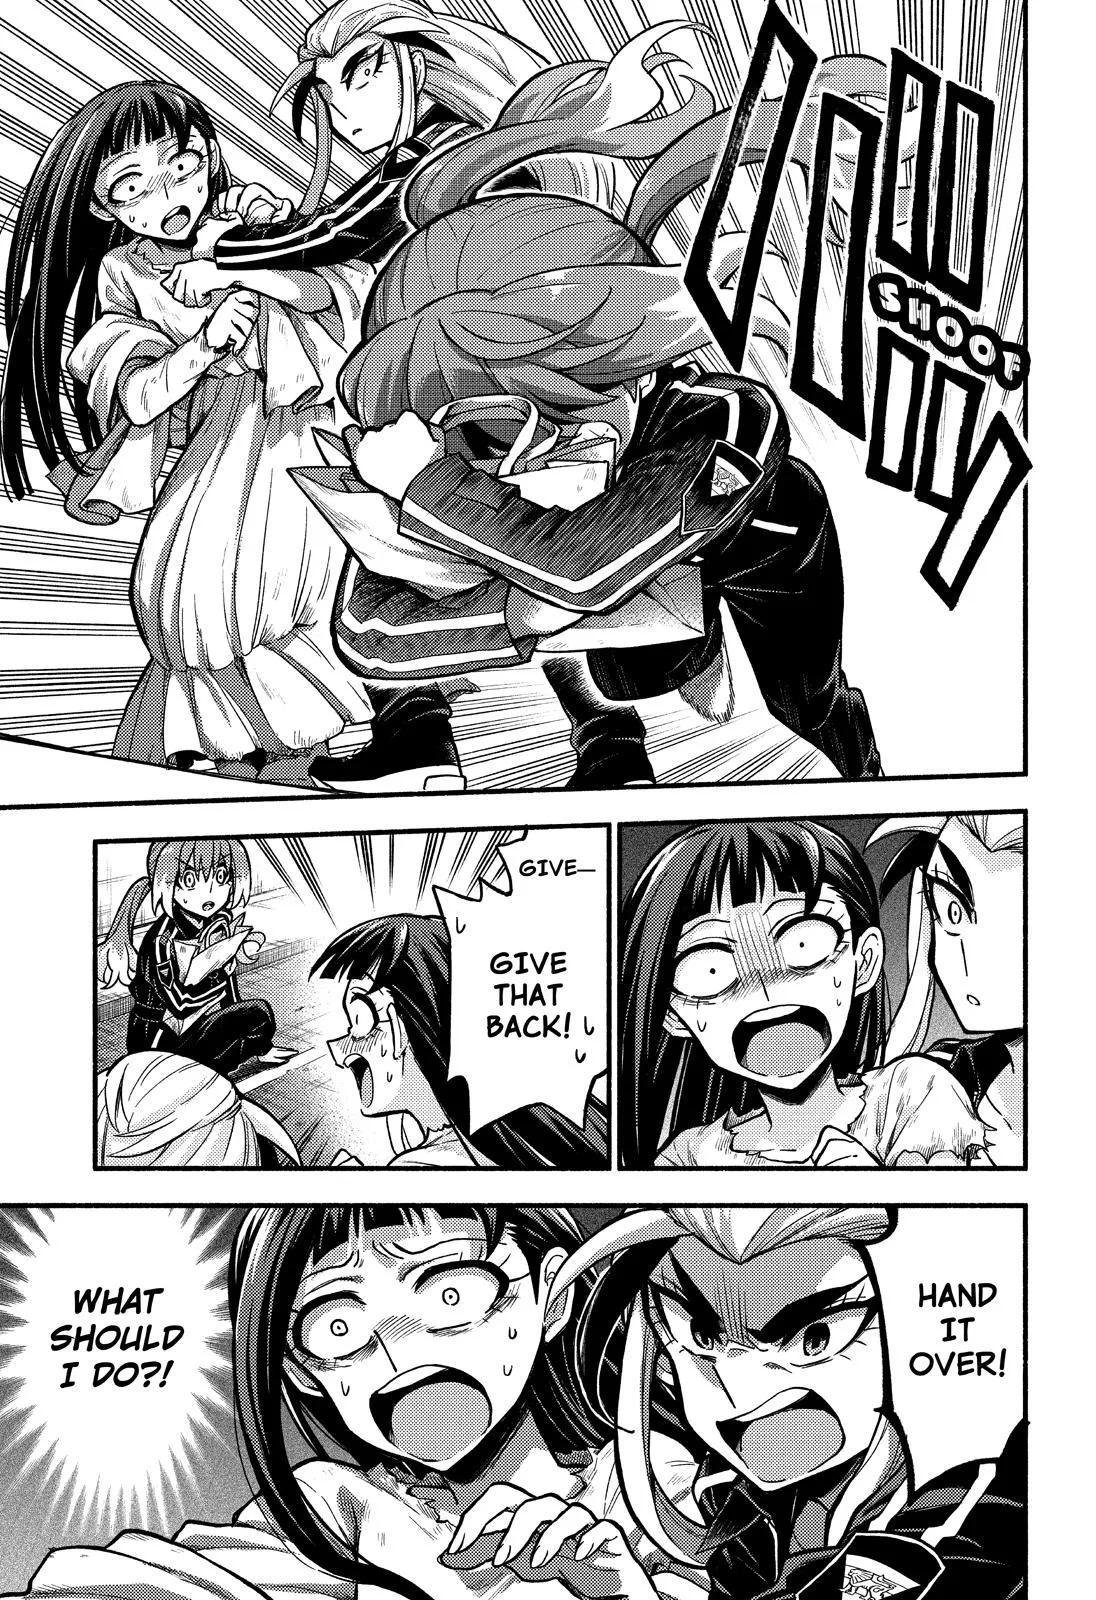 SHOOF
GIVE—
GIVE
THAT
BACK!
HAND
IT
OVER!
WHAT
SHOULD
I DO?!